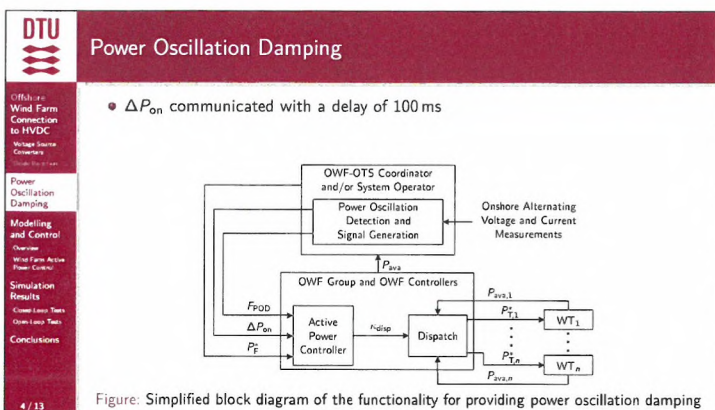 DTU
Power Oscillation Damping
Offshore
Wind Farm
Connection
to HVDC
Voltage Source
Converters
Power
Oscillation
Damping
Modelling
and Control
Overview
Wind Farm Active
Power Control
Simulation
Results
Closed-Loop Tests
Open-Loop Tests
Conclusions
4 / 13
ΔPon communicated with a delay of 100 ms
OWF-OTS Coordinator
and/or System Operator
Power Oscillation
Detection and
Signal Generation
Onshore Alternating
Voltage and Current
Measurements
Pava
OWF Group and OWF Controllers
FPOD
ΔPon
P*F
Active
Power
Controller
κdisp
Dispatch
Pava,1
P*T,1
WT1
P*T,n
WTn
Pava,n
Figure: Simplified block diagram of the functionality for providing power oscillation damping